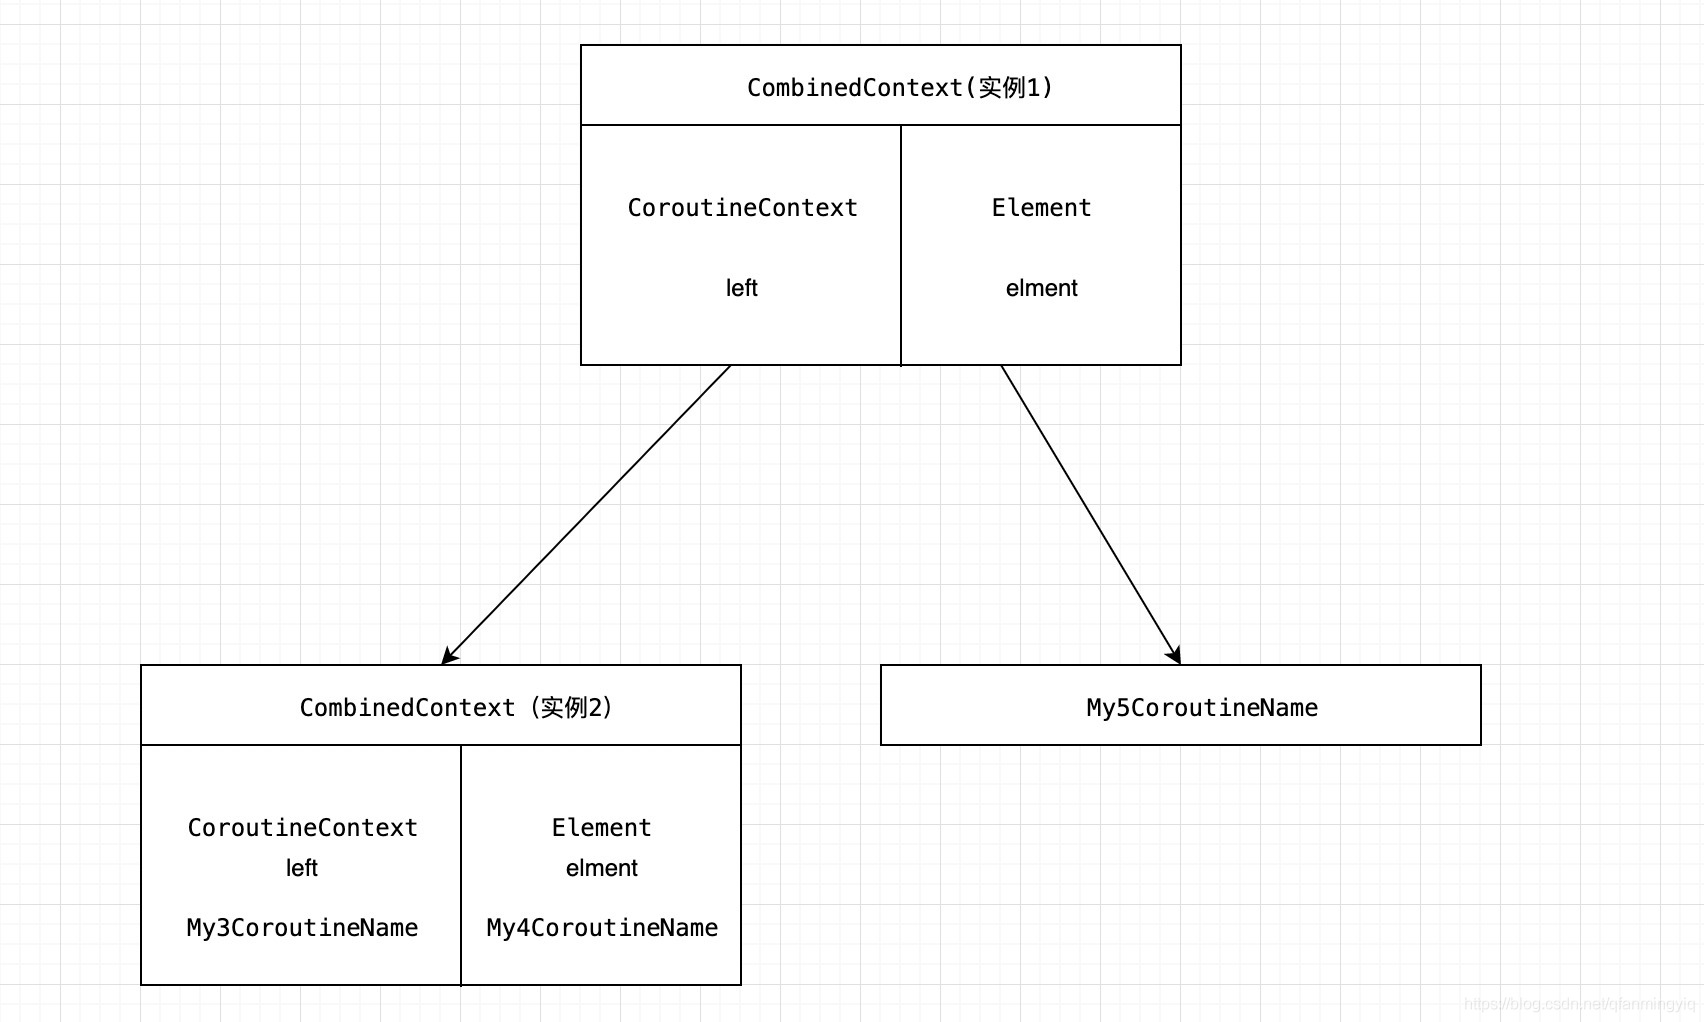 CombinedContext(实例1)
CoroutineContext
Element
left
elment
CombinedContext（实例2）
My5CoroutineName
CoroutineContext
Element
left
elment
My3CoroutineName
My4CoroutineName
https://blog.csdn.net/qfanmingyiq